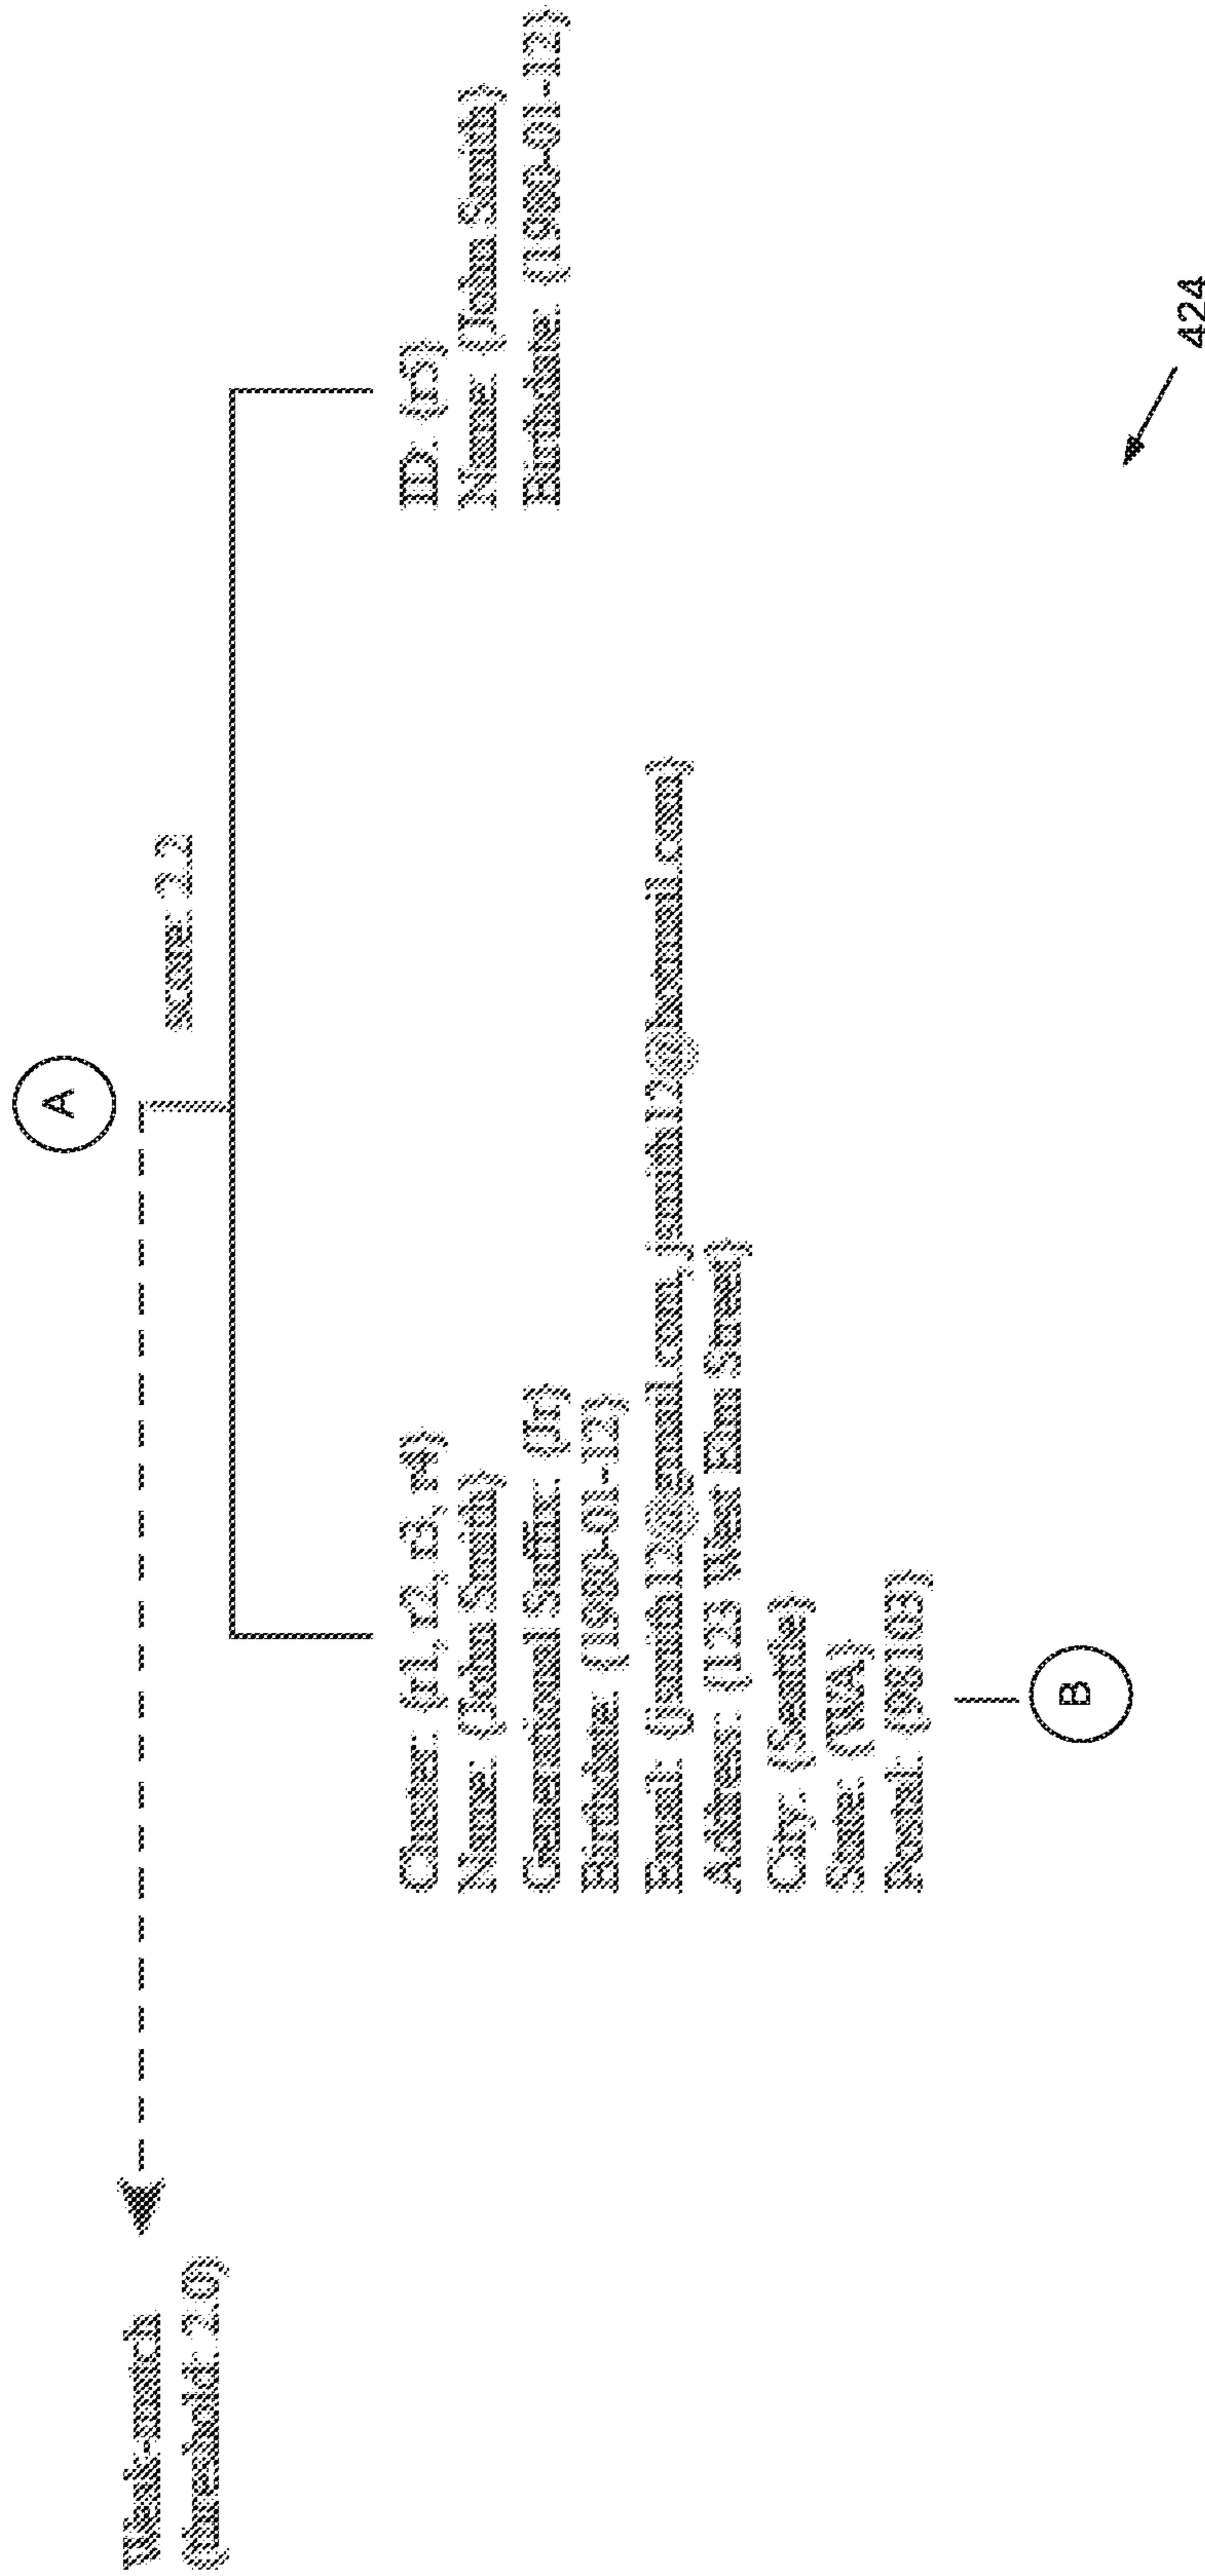 A
score: 2.2
Weak-match
(threshold: 2.0)
Cluster: {r1, r2, r3, r4}
Name: {John Smith}
Generational Suffix: {Jr}
Birthdate: {1980-01-12}
Email: {jsmith12@gmail.com, jsmith12@hotmail.com}
Address: {123 West Elm Street}
City: {Seattle}
State: {WA}
Postal: {98103}
B
ID: {r5}
Name: {John Smith}
Birthdate: {1980-01-12}
424